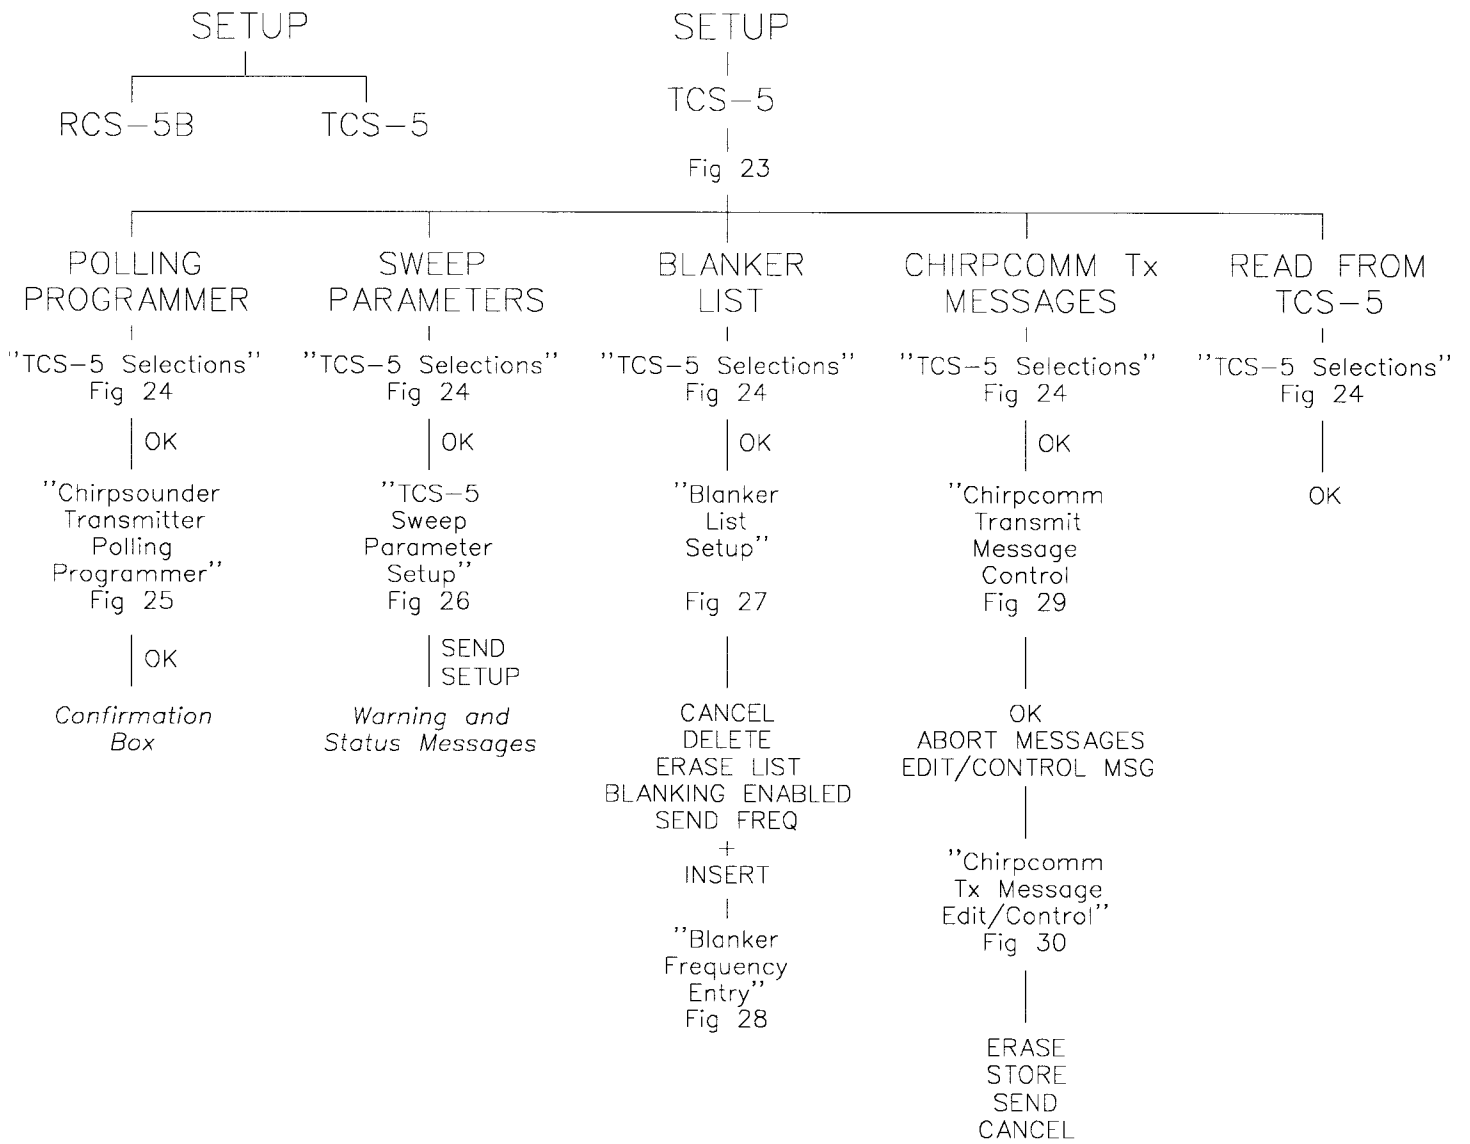 SETUP
RCS-5B
TCS-5
SETUP
TCS-5
Fig 23
POLLING
PROGRAMMER
"TCS-5 Selections"
Fig 24
OK
"Chirpsounder
Transmitter
Polling
Programmer"
Fig 25
OK
Confirmation
Box
SWEEP
PARAMETERS
"TCS-5 Selections"
Fig 24
OK
"TCS-5
Sweep
Parameter
Setup"
Fig 26
SEND
SETUP
Warning and
Status Messages
BLANKER
LIST
"TCS-5 Selections"
Fig 24
OK
"Blanker
List
Setup"
Fig 27
CANCEL
DELETE
ERASE LIST
BLANKING ENABLED
SEND FREQ
+
INSERT
"Blanker
Frequency
Entry"
Fig 28
CHIRPCOMM Tx
MESSAGES
"TCS-5 Selections"
Fig 24
OK
"Chirpcomm
Transmit
Message
Control
Fig 29
OK
ABORT MESSAGES
EDIT/CONTROL MSG
"Chirpcomm
Tx Message
Edit/Control"
Fig 30
ERASE
STORE
SEND
CANCEL
READ FROM
TCS-5
"TCS-5 Selections"
Fig 24
OK